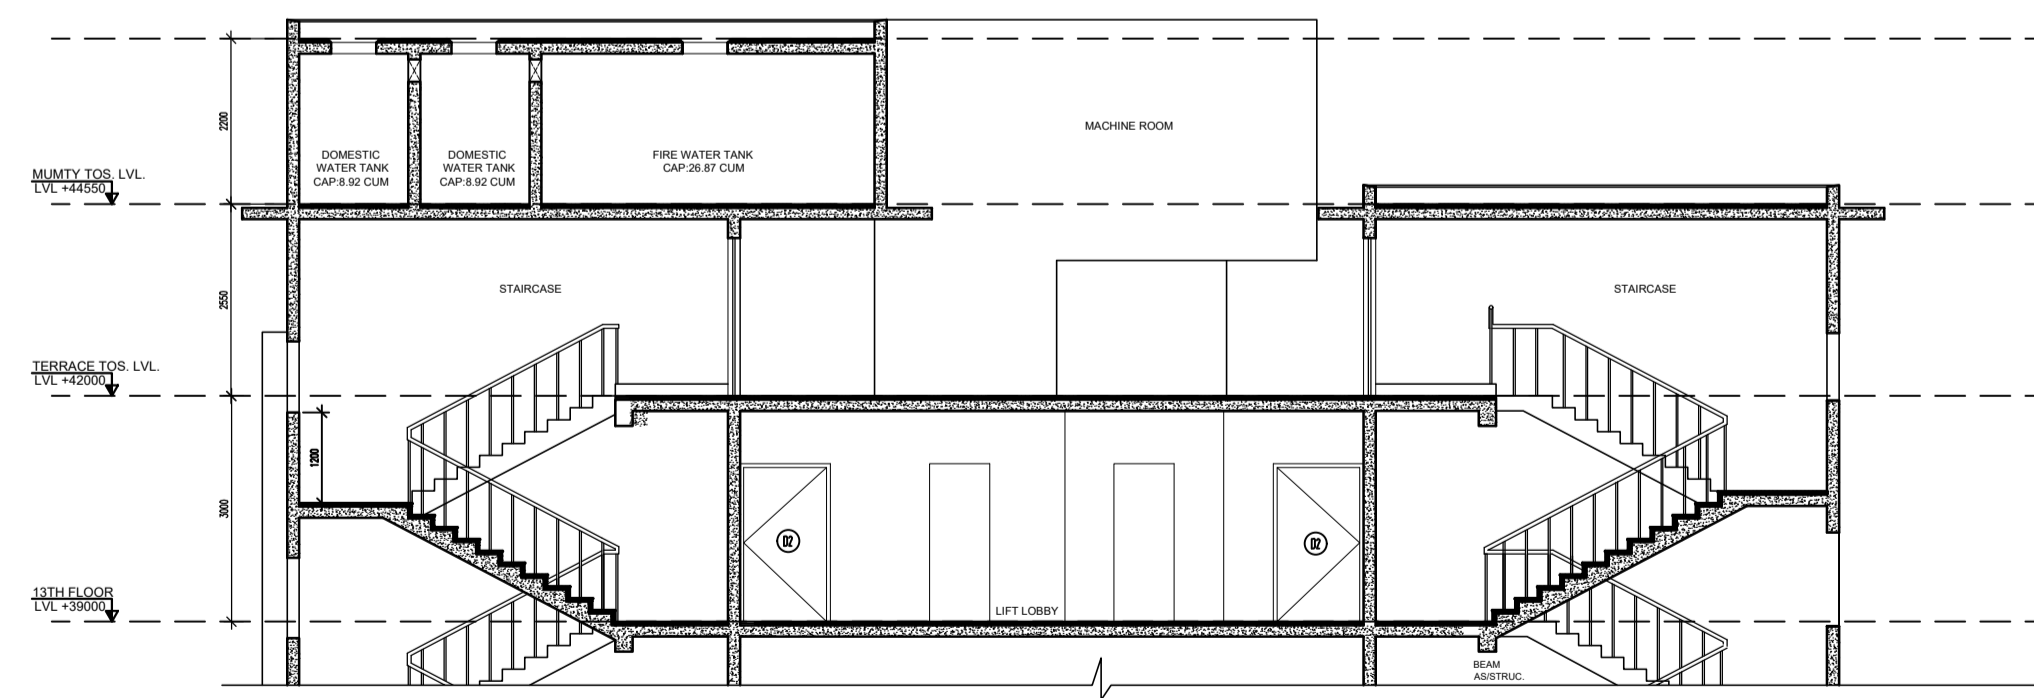 2200
MACHINE ROOM
DOMESTIC
WATER TANK
CAP:8.92 CUM
DOMESTIC
WATER TANK
CAP:8.92 CUM
FIRE WATER TANK
CAP:26.87 CUM
MUMTY TOS. LVL.
LVL +44550
2550
STAIRCASE
STAIRCASE
TERRACE TOS. LVL.
LVL +42000
1200
3000
D2
D2
13TH FLOOR
LVL +39000
LIFT LOBBY
BEAM
AS/STRUC.